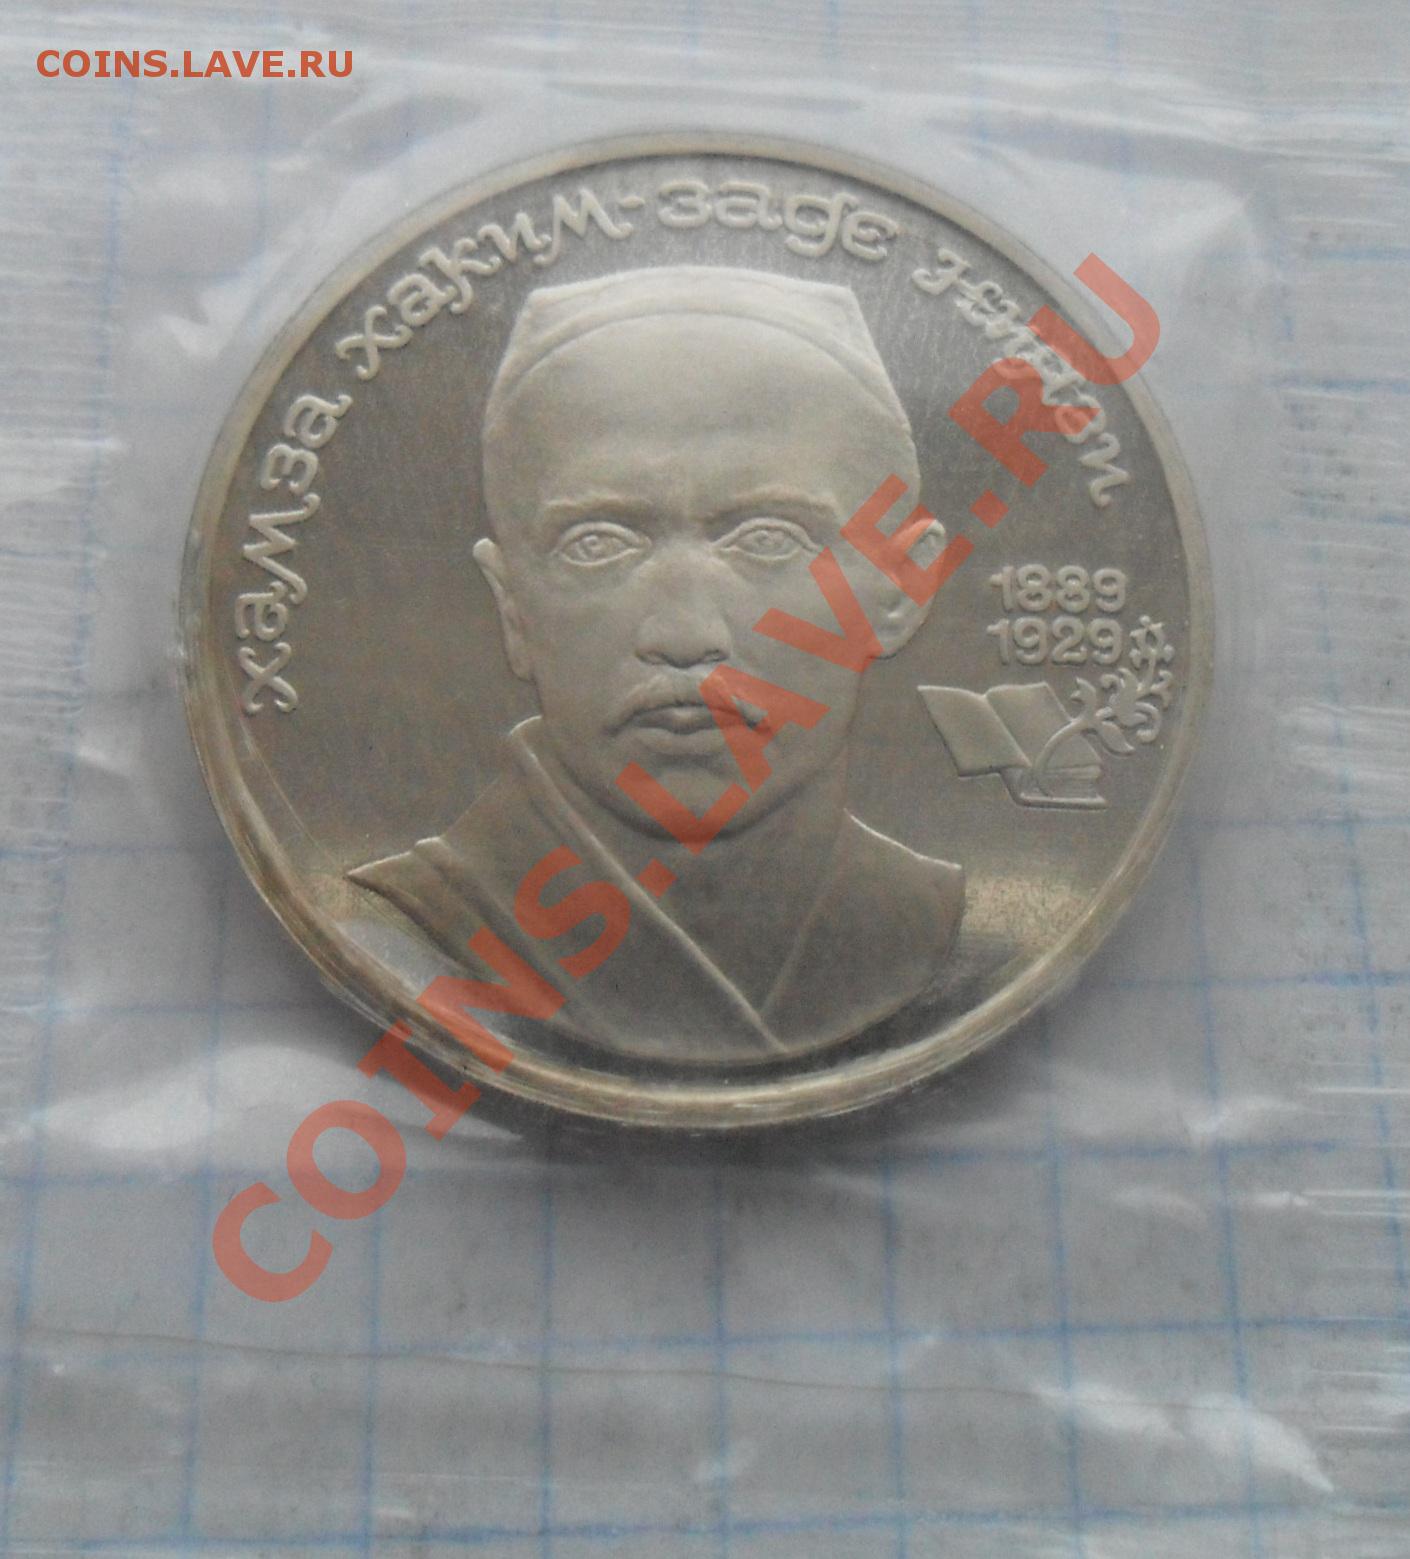 COINS.LAVE.RU
ХАМЗА ХАКИМ-ЗАДЕ НИЯЗИ
1889
1929
COINS.LAVE.RU